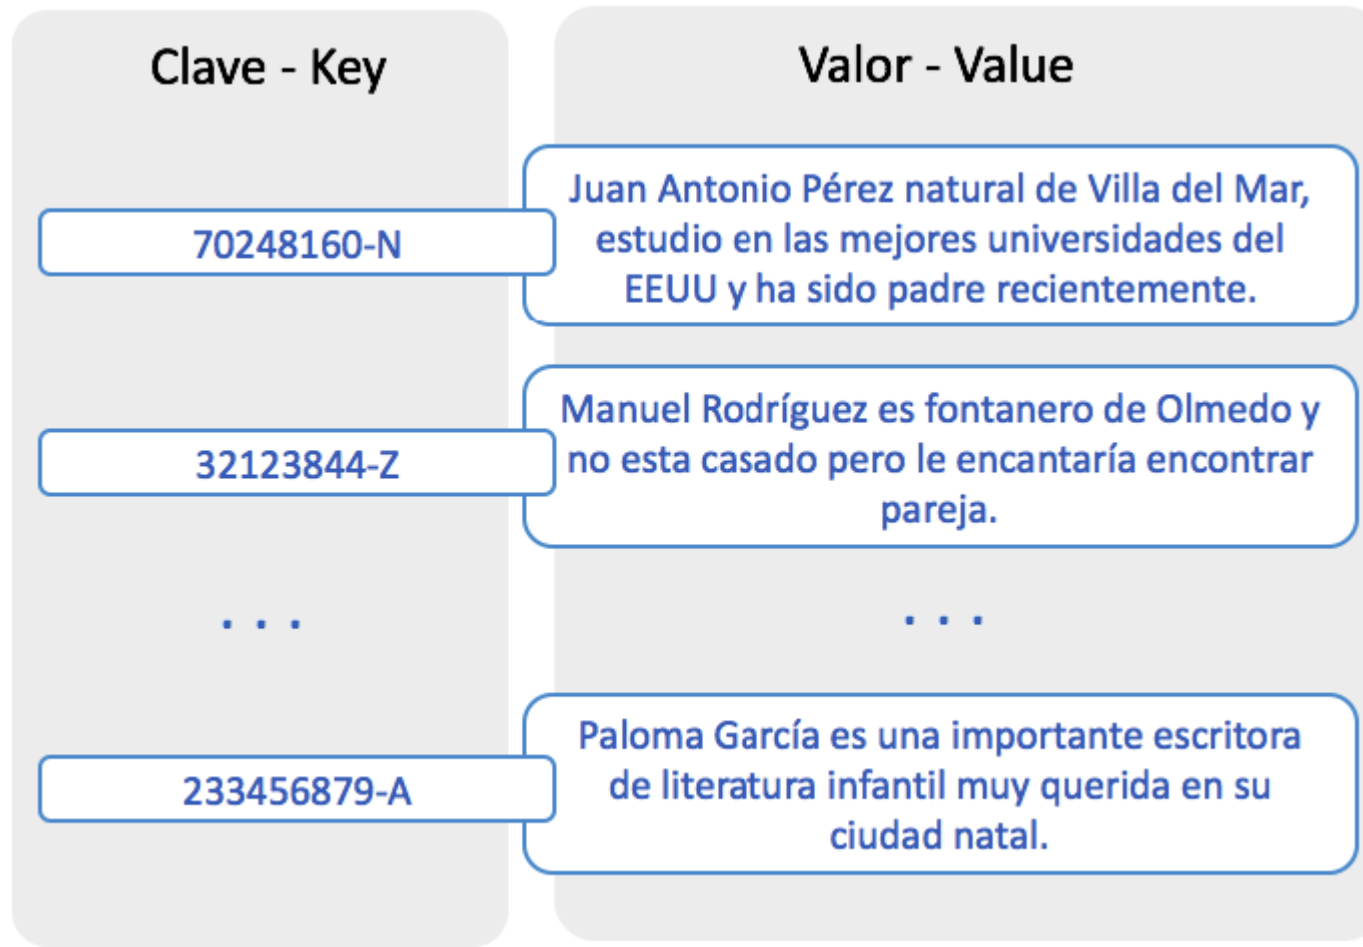 Clave - Key
Valor - Value
70248160-N
Juan Antonio Pérez natural de Villa del Mar,
estudio en las mejores universidades del
EEUU y ha sido padre recientemente.
32123844-Z
Manuel Rodríguez es fontanero de Olmedo y
no esta casado pero le encantaría encontrar
pareja.
. . .
. . .
233456879-A
Paloma García es una importante escritora
de literatura infantil muy querida en su
ciudad natal.